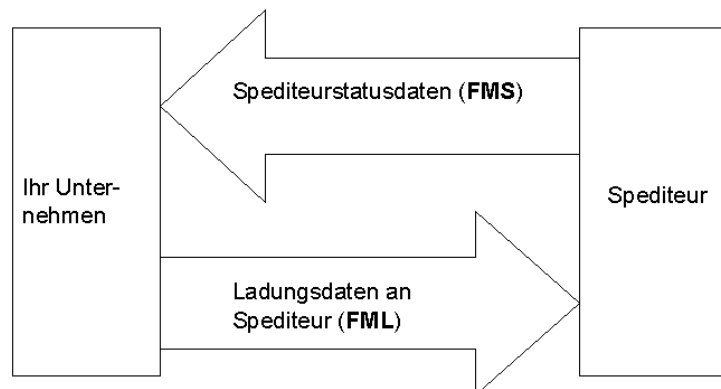 Spediteurstatusdaten (FMS)
Ihr Unter-
nehmen
Spediteur
Ladungsdaten an
Spediteur (FML)